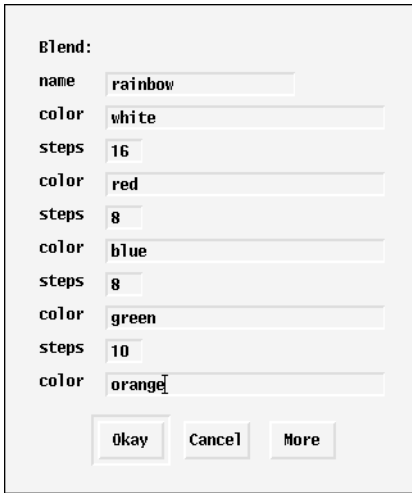 Blend:
name rainbow
color white
steps 16
color red
steps 8
color blue
steps 8
color green
steps 10
color orange
Okay Cancel More